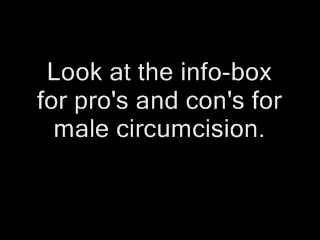 Look at the info-box
for pro's and con's for
male circumcision.